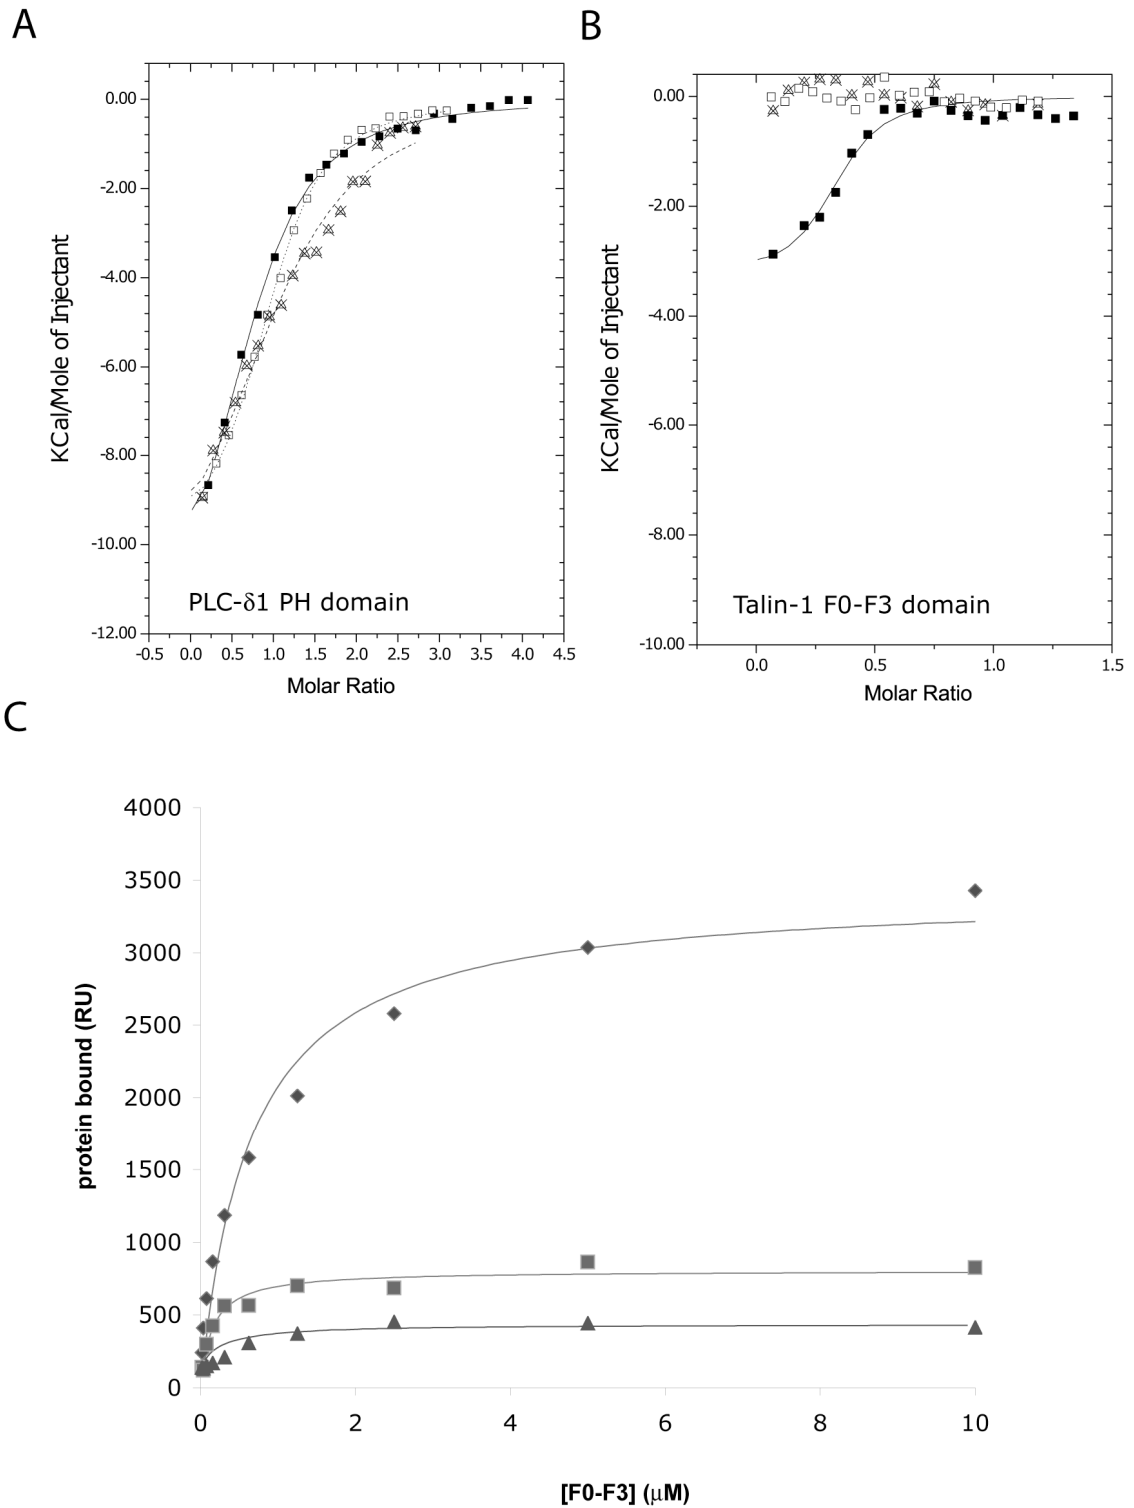 A
B
0.00
-2.00
-4.00
-6.00
-8.00
-10.00
-12.00
KCal/Mole of Injectant
PLC-δ1 PH domain
-0.5 0.0 0.5 1.0 1.5 2.0 2.5 3.0 3.5 4.0 4.5
Molar Ratio
0.00
-2.00
-4.00
-6.00
-8.00
-10.00
KCal/Mole of Injectant
Talin-1 F0-F3 domain
0.0 0.5 1.0 1.5
Molar Ratio
C
4000
3500
3000
2500
2000
1500
1000
500
0
protein bound (RU)
0 2 4 6 8 10
[F0-F3] (μM)